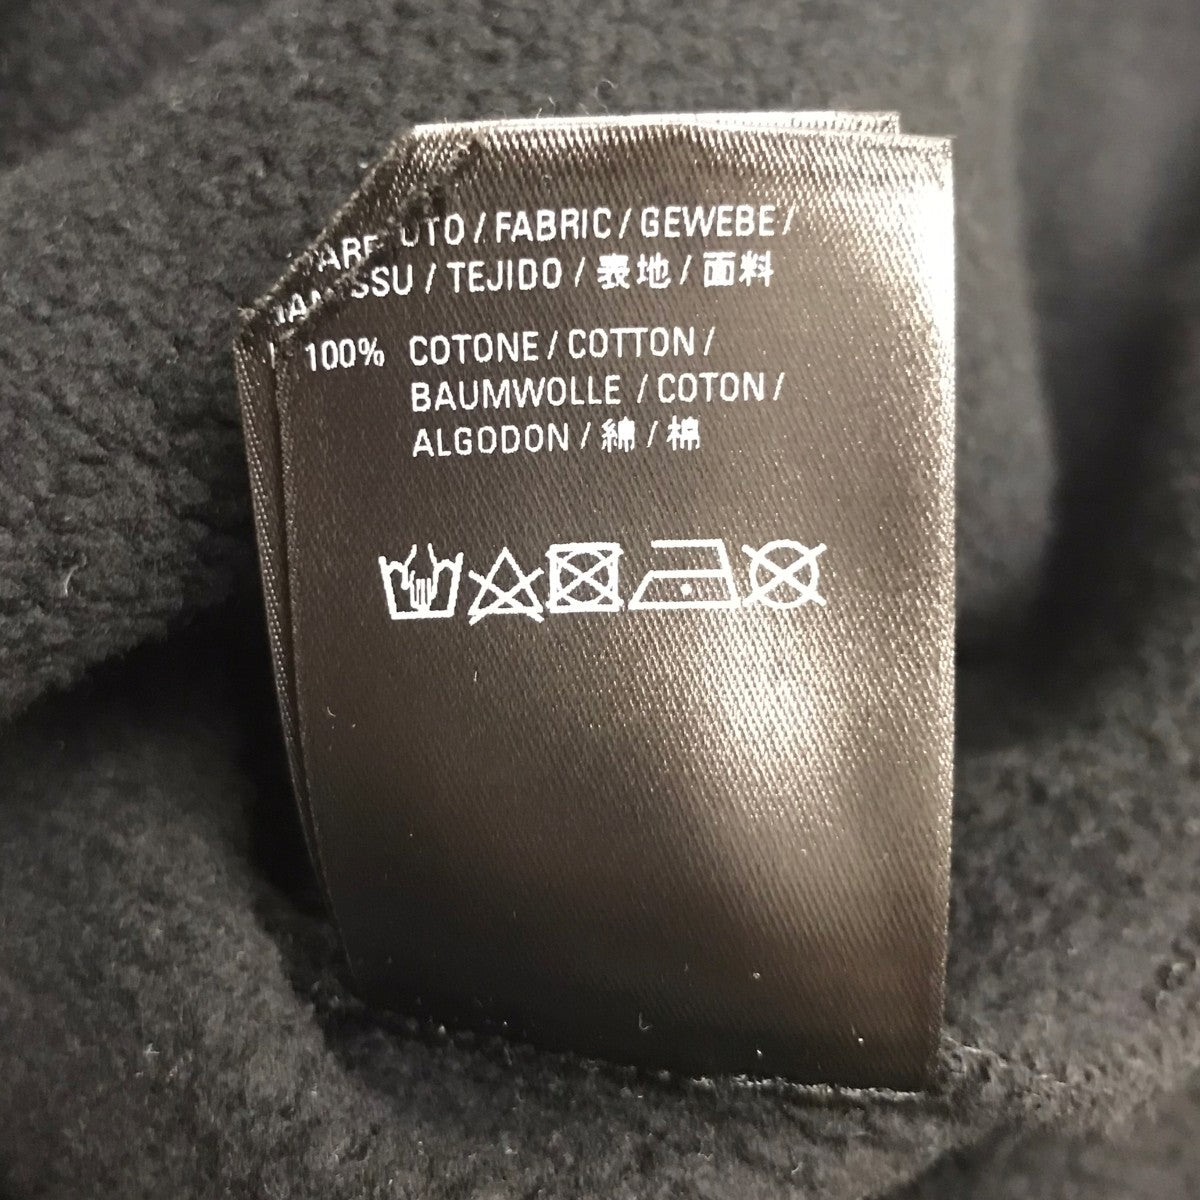 / FABRIC / GEWEBE /
/ TEJIDO / 表地 / 面料
100% COTONE / COTTON /
BAUMWOLLE / COTON /
ALGODON / 綿 / 棉